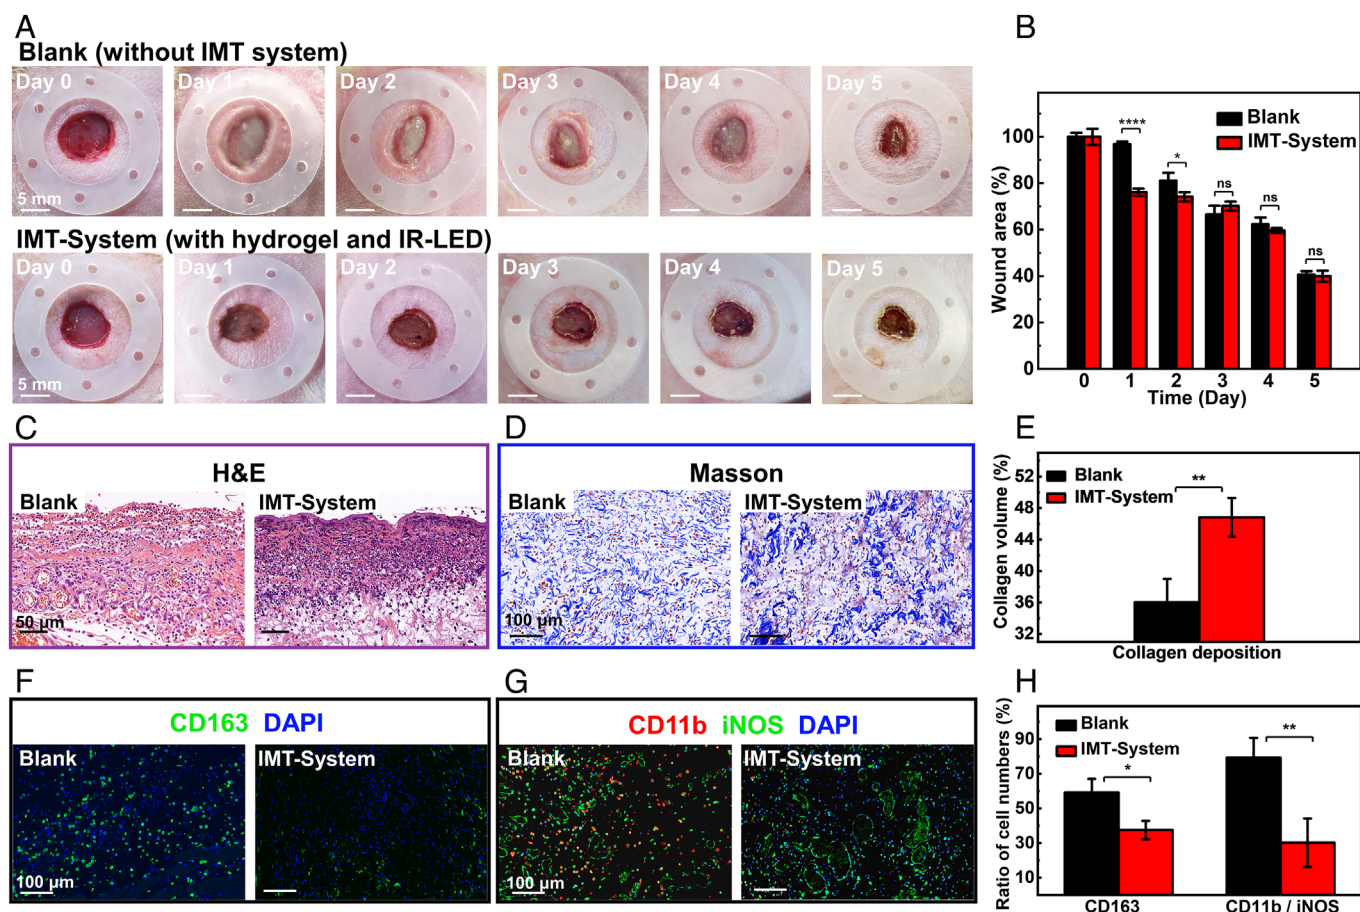 A
Blank (without IMT system)
Day 0
Day 1
Day 2
Day 3
Day 4
Day 5
5 mm
IMT-System (with hydrogel and IR-LED)
Day 0
Day 1
Day 2
Day 3
Day 4
Day 5
5 mm
B
Blank
IMT-System
Wound area (%)
100
80
60
40
20
0
****
*
ns
ns
ns
0 1 2 3 4 5
Time (Day)
C
H&E
Blank
IMT-System
50 µm
D
Masson
Blank
IMT-System
100 µm
E
Blank
IMT-System
**
Collagen volume (%)
52
48
44
40
36
32
Collagen deposition
F
CD163 DAPI
Blank
IMT-System
100 µm
G
CD11b iNOS DAPI
Blank
IMT-System
100 µm
H
Blank
IMT-System
*
**
Ratio of cell numbers (%)
90
70
50
30
10
CD163
CD11b / iNOS